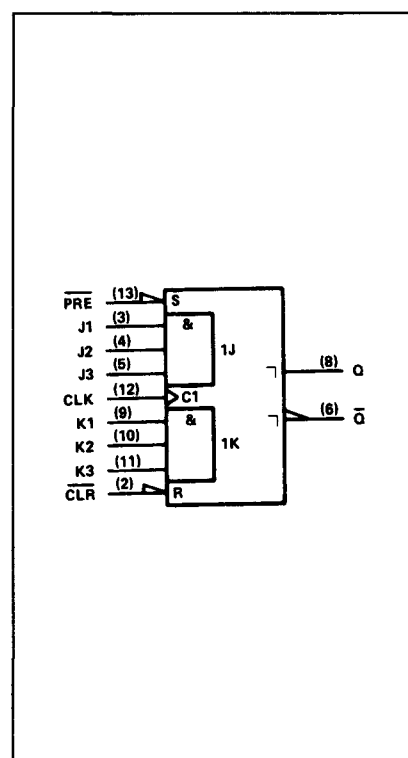 PRE (13) S
J1 (3) &
J2 (4) 1J
J3 (5) (8) Q
CLK (12) C1
K1 (9) & (6) Q
K2 (10) 1K
K3 (11)
CLR (2) R